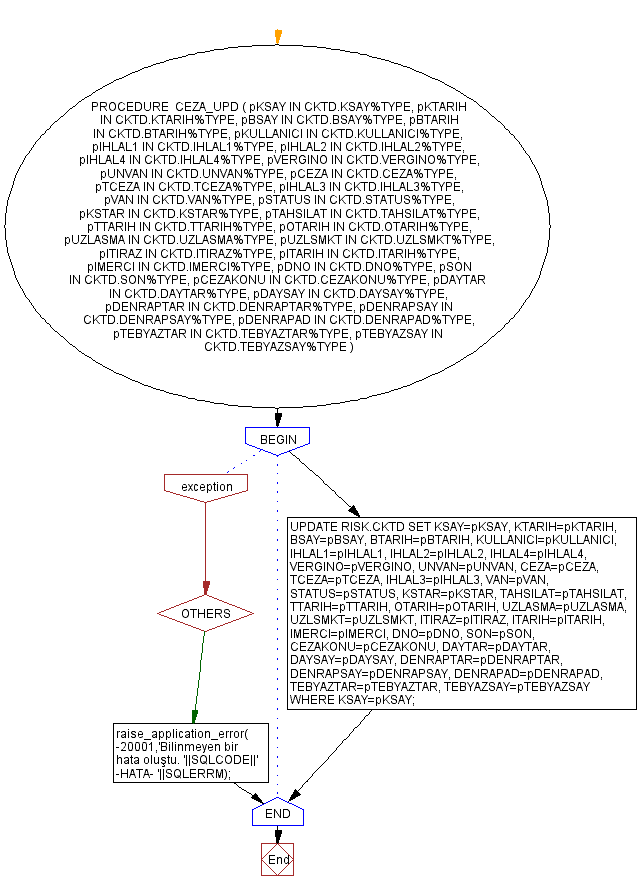 PROCEDURE CEZA_UPD ( pKSAY IN CKTD.KSAY%TYPE, pKTARIH
IN CKTD.KTARIH%TYPE, pBSAY IN CKTD.BSAY%TYPE, pBTARIH
IN CKTD.BTARIH%TYPE, pKULLANICI IN CKTD.KULLANICI%TYPE,
pIHLAL1 IN CKTD.IHLAL1%TYPE, pIHLAL2 IN CKTD.IHLAL2%TYPE,
pIHLAL4 IN CKTD.IHLAL4%TYPE, pVERGINO IN CKTD.VERGINO%TYPE,
pUNVAN IN CKTD.UNVAN%TYPE, pCEZA IN CKTD.CEZA%TYPE,
pTCEZA IN CKTD.TCEZA%TYPE, pIHLAL3 IN CKTD.IHLAL3%TYPE,
pVAN IN CKTD.VAN%TYPE, pSTATUS IN CKTD.STATUS%TYPE,
pKSTAR IN CKTD.KSTAR%TYPE, pTAHSILAT IN CKTD.TAHSILAT%TYPE,
pTTARIH IN CKTD.TTARIH%TYPE, pOTARIH IN CKTD.OTARIH%TYPE,
pUZLASMA IN CKTD.UZLASMA%TYPE, pUZLSMKT IN CKTD.UZLSMKT%TYPE,
pITIRAZ IN CKTD.ITIRAZ%TYPE, pITARIH IN CKTD.ITARIH%TYPE,
pIMERCI IN CKTD.IMERCI%TYPE, pDNO IN CKTD.DNO%TYPE, pSON
IN CKTD.SON%TYPE, pCEZAKONU IN CKTD.CEZAKONU%TYPE, pDAYTAR
IN CKTD.DAYTAR%TYPE, pDAYSAY IN CKTD.DAYSAY%TYPE,
pDENRAPTAR IN CKTD.DENRAPTAR%TYPE, pDENRAPSAY IN
CKTD.DENRAPSAY%TYPE, pDENRAPAD IN CKTD.DENRAPAD%TYPE,
pTEBYAZTAR IN CKTD.TEBYAZTAR%TYPE, pTEBYAZSAY IN
CKTD.TEBYAZSAY%TYPE )
BEGIN
exception
UPDATE RISK.CKTD SET KSAY=pKSAY, KTARIH=pKTARIH,
BSAY=pBSAY, BTARIH=pBTARIH, KULLANICI=pKULLANICI,
IHLAL1=pIHLAL1, IHLAL2=pIHLAL2, IHLAL4=pIHLAL4,
VERGINO=pVERGINO, UNVAN=pUNVAN, CEZA=pCEZA,
TCEZA=pTCEZA, IHLAL3=pIHLAL3, VAN=pVAN,
STATUS=pSTATUS, KSTAR=pKSTAR, TAHSILAT=pTAHSILAT,
TTARIH=pTTARIH, OTARIH=pOTARIH, UZLASMA=pUZLASMA,
UZLSMKT=pUZLSMKT, ITIRAZ=pITIRAZ, ITARIH=pITARIH,
IMERCI=pIMERCI, DNO=pDNO, SON=pSON,
CEZAKONU=pCEZAKONU, DAYTAR=pDAYTAR,
DAYSAY=pDAYSAY, DENRAPTAR=pDENRAPTAR,
DENRAPSAY=pDENRAPSAY, DENRAPAD=pDENRAPAD,
TEBYAZTAR=pTEBYAZTAR, TEBYAZSAY=pTEBYAZSAY
WHERE KSAY=pKSAY;
OTHERS
raise_application_error(
-20001,'Bilinmeyen bir
hata oluştu. '||SQLCODE||'
-HATA- '||SQLERRM);
END
End